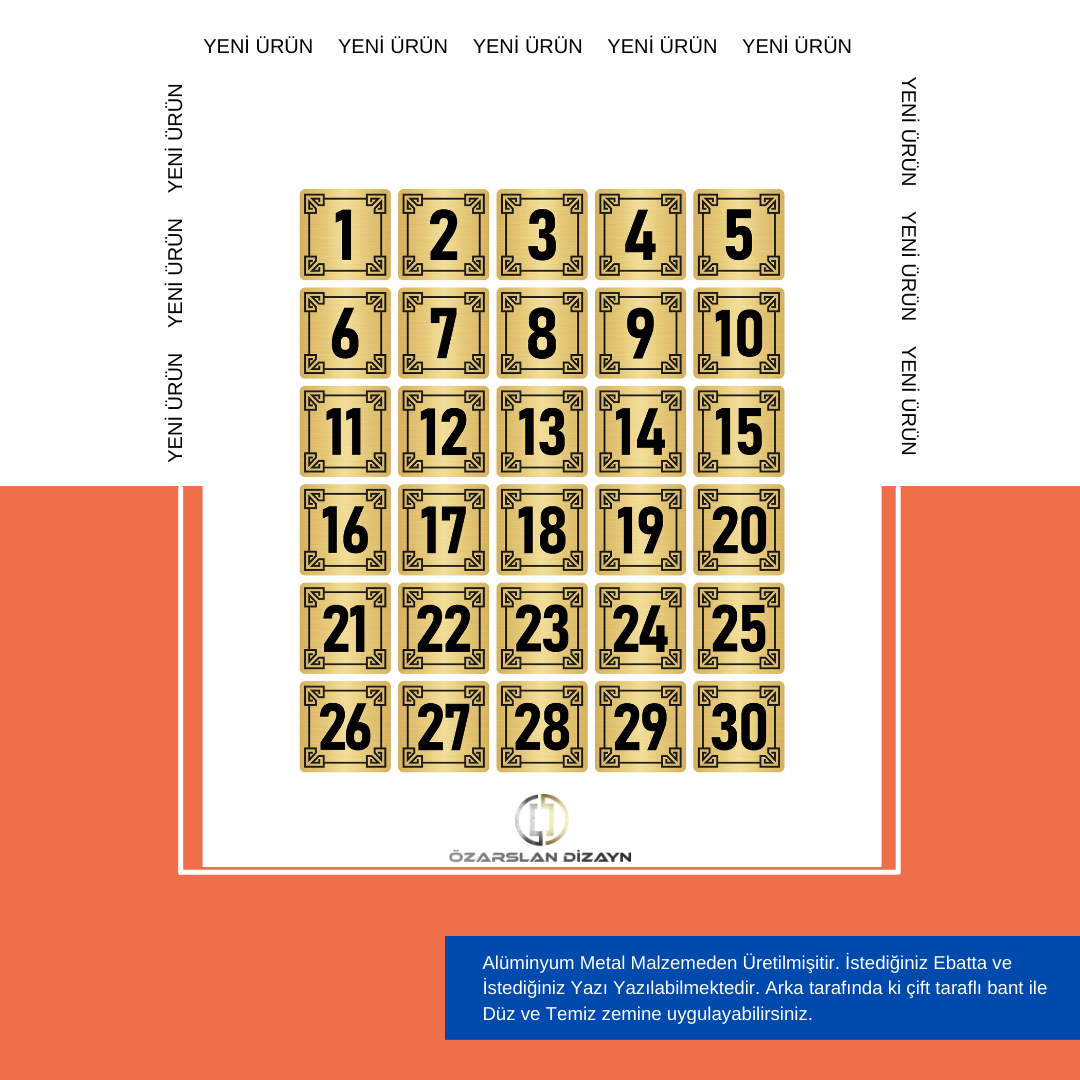 YENİ ÜRÜN YENİ ÜRÜN YENİ ÜRÜN YENİ ÜRÜN YENİ ÜRÜN
YENİ ÜRÜN YENİ ÜRÜN YENİ ÜRÜN
YENİ ÜRÜN YENİ ÜRÜN YENİ ÜRÜN
1 2 3 4 5
6 7 8 9 10
11 12 13 14 15
16 17 18 19 20
21 22 23 24 25
26 27 28 29 30
ÖZARSLAN DİZAYN
Alüminyum Metal Malzemeden Üretilmişitir. İstediğiniz Ebatta ve
İstediğiniz Yazı Yazılabilmektedir. Arka tarafında ki çift taraflı bant ile
Düz ve Temiz zemine uygulayabilirsiniz.